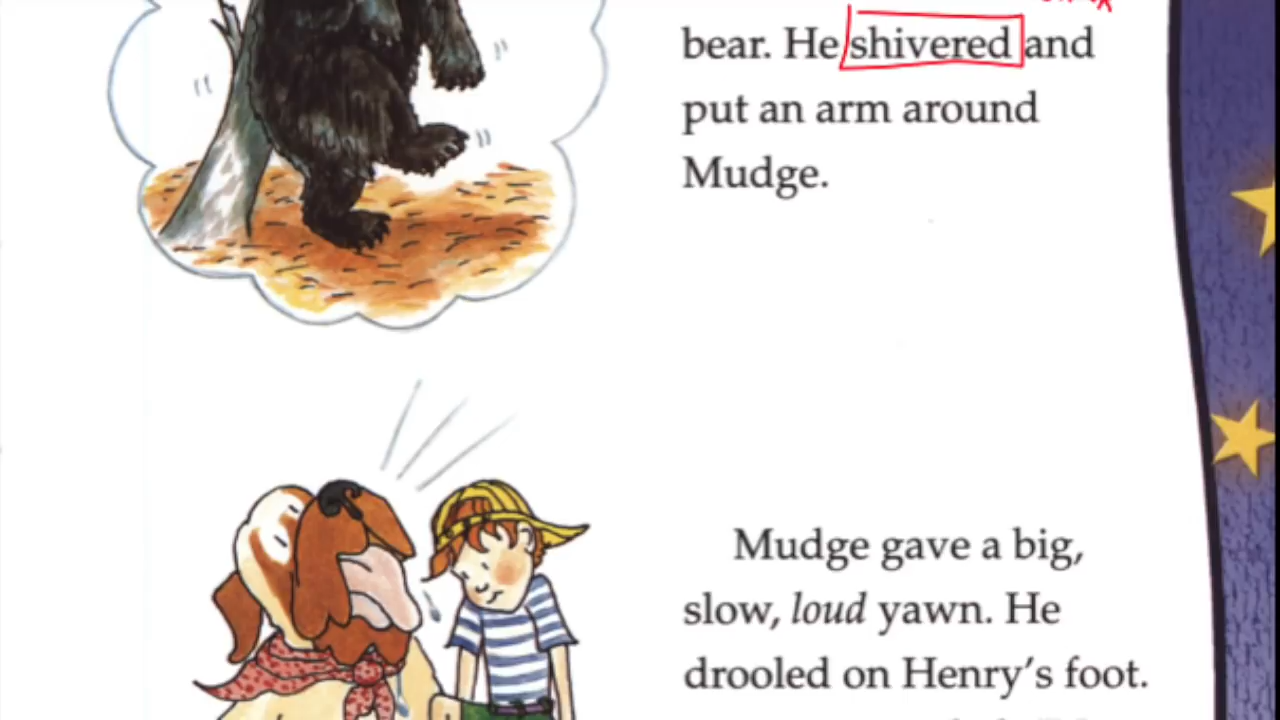 bear. He shivered and
put an arm around
Mudge.
Mudge gave a big,
slow, loud yawn. He
drooled on Henry's foot.